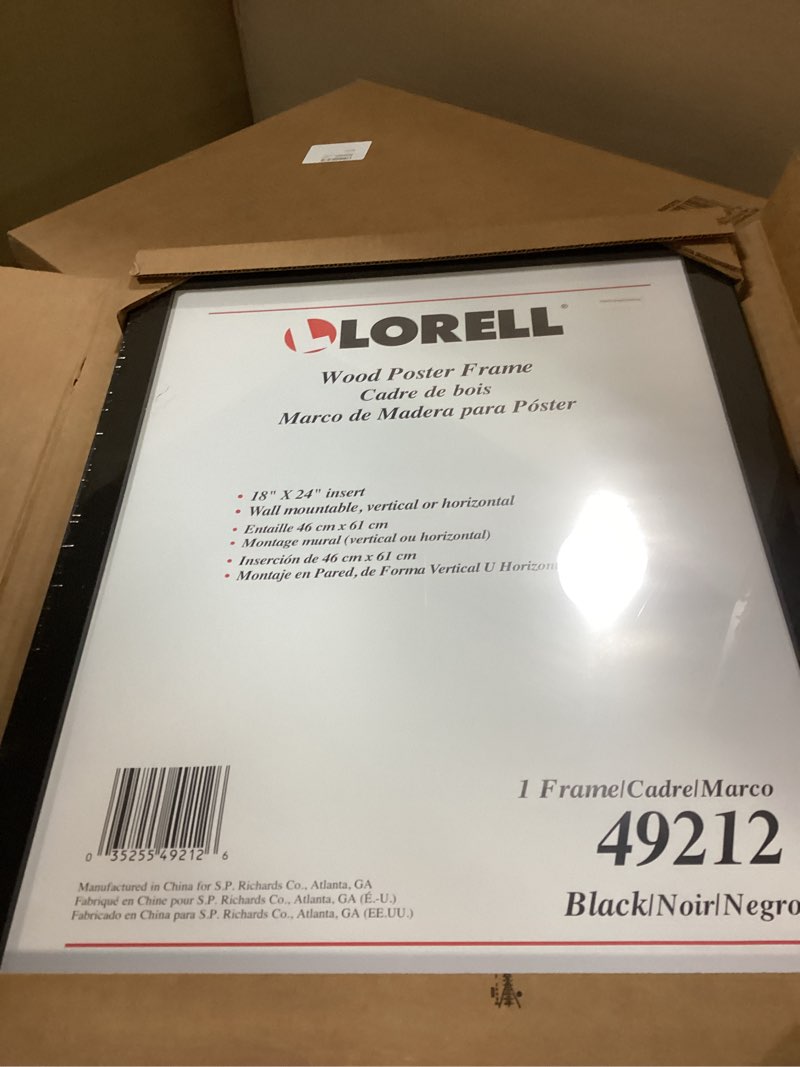 LORELL®
Wood Poster Frame
Cadre de bois
Marco de Madera para Póster
• 18" X 24" insert
• Wall mountable, vertical or horizontal
• Entaille 46 cm x 61 cm
• Montage mural (vertical ou horizontal)
• Inserción de 46 cm x 61 cm
• Montaje en Pared, de Forma Vertical U Horizon
1 Frame/Cadre/Marco
49212
Black/Noir/Negro
0 35255 49212 6
Manufactured in China for S.P. Richards Co., Atlanta, GA
Fabriqué en Chine pour S.P. Richards Co., Atlanta, GA (É.-U.)
Fabricado en China para S.P. Richards Co., Atlanta, GA (EE.UU.)